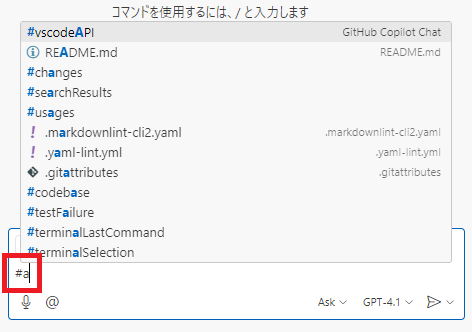 コマンドを使用するには、/ と入力します
#vscodeAPI GitHub Copilot Chat
README.md README.md
#changes
#searchResults
#usages
.markdownlint-cli2.yaml .markdownlint-cli2.yaml
.yaml-lint.yml .yaml-lint.yml
.gitattributes .gitattributes
#codebase
#testFailure
#terminalLastCommand
#terminalSelection
#a
@ Ask GPT-4.1